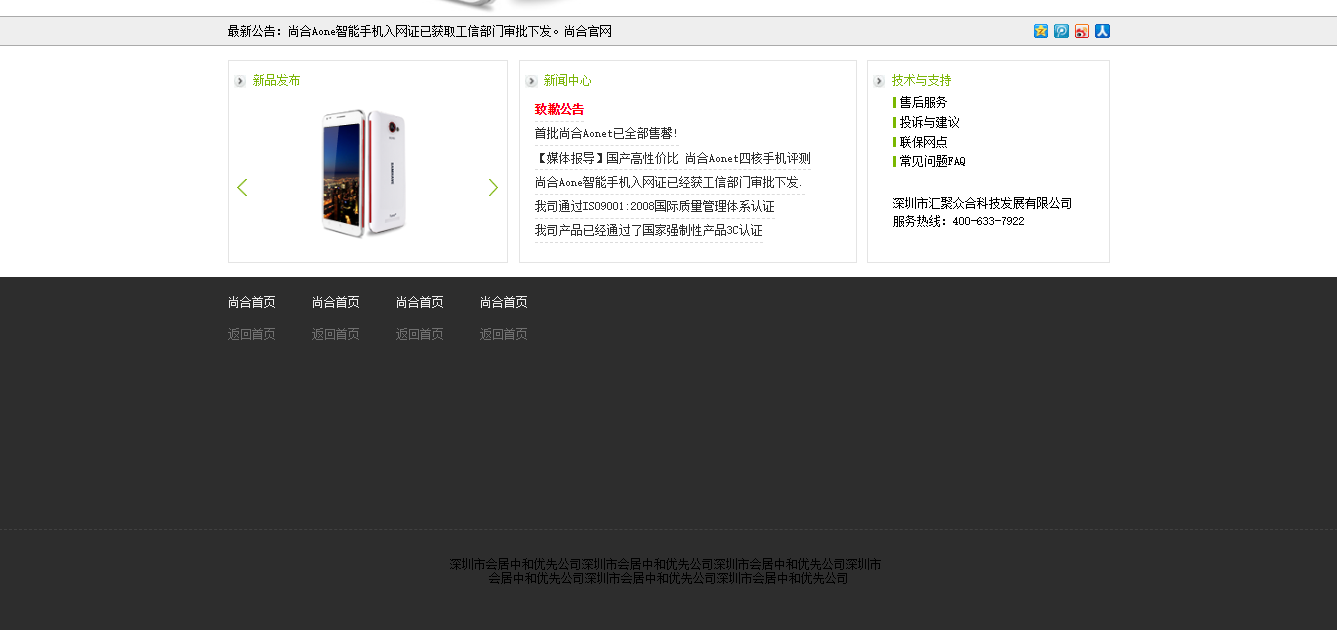 最新公告：尚合Aone智能手机入网证已获取工信部门审批下发。尚合官网
新品发布
新闻中心
致歉公告
首批尚合Aonet已全部售罄!
【媒体报导】国产高性价比 尚合Aonet四核手机评测
尚合Aone智能手机入网证已经获工信部门审批下发.
我司通过ISO9001:2008国际质量管理体系认证
我司产品已经通过了国家强制性产品3C认证
技术与支持
售后服务
投诉与建议
联保网点
常见问题FAQ
深圳市汇聚众合科技发展有限公司
服务热线：400-633-7922
尚合首页 尚合首页 尚合首页 尚合首页
返回首页 返回首页 返回首页 返回首页
深圳市会居中和优先公司深圳市会居中和优先公司深圳市会居中和优先公司深圳市
会居中和优先公司深圳市会居中和优先公司深圳市会居中和优先公司